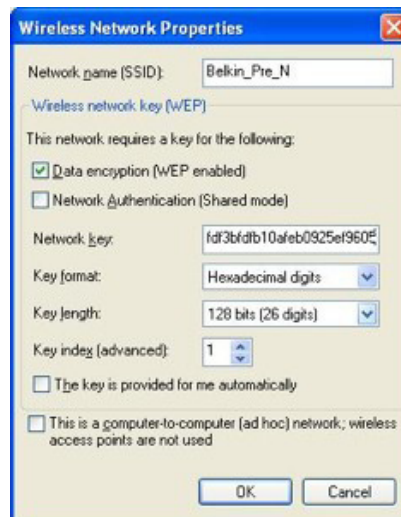 Wireless Network Properties
Network name (SSID): Belkin_Pre_N
Wireless network key (WEP)
This network requires a key for the following:
Data encryption (WEP enabled)
Network Authentication (Shared mode)
Network key: fdf3bfdfb10afeb0925ef9605
Key format: Hexadecimal digits
Key length: 128 bits (26 digits)
Key index (advanced): 1
The key is provided for me automatically
This is a computer-to-computer (ad hoc) network; wireless
access points are not used
OK Cancel